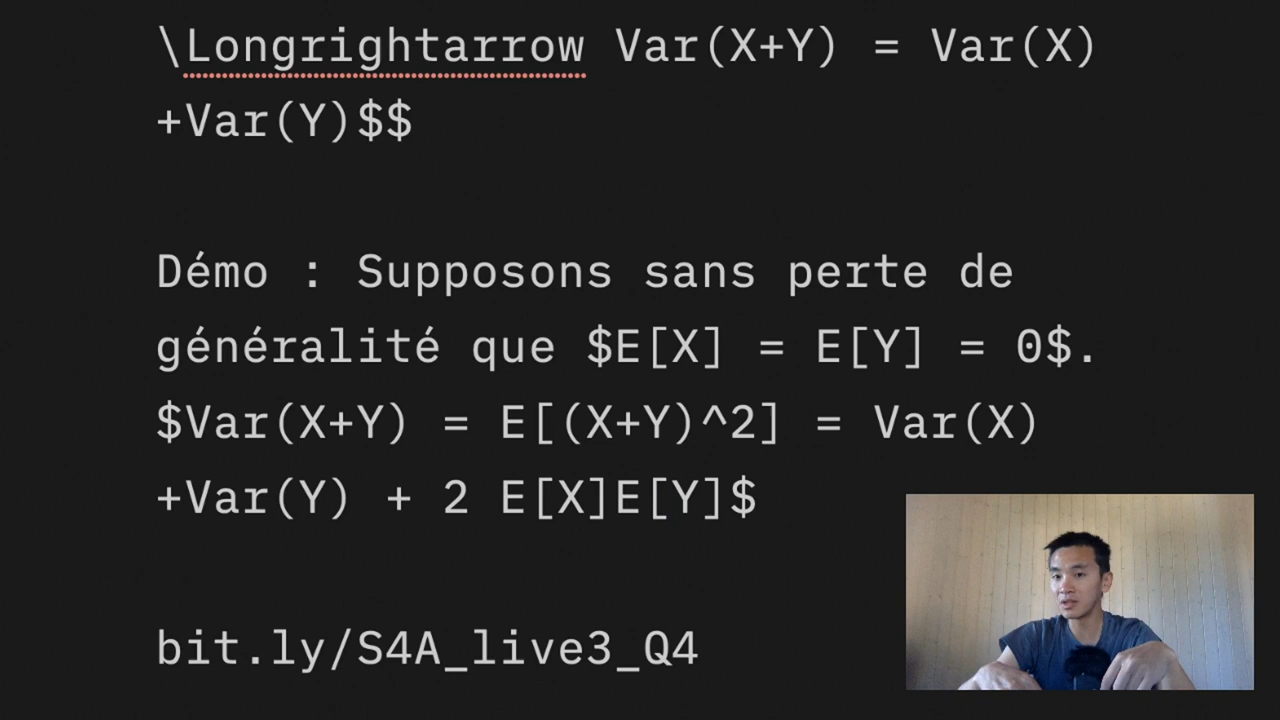 \Longrightarrow Var(X+Y) = Var(X)
+Var(Y)$$
Démo : Supposons sans perte de
généralité que $E[X] = E[Y] = 0$.
$Var(X+Y) = E[(X+Y)^2] = Var(X)
+Var(Y) + 2 E[X]E[Y]$
bit.ly/S4A_live3_Q4